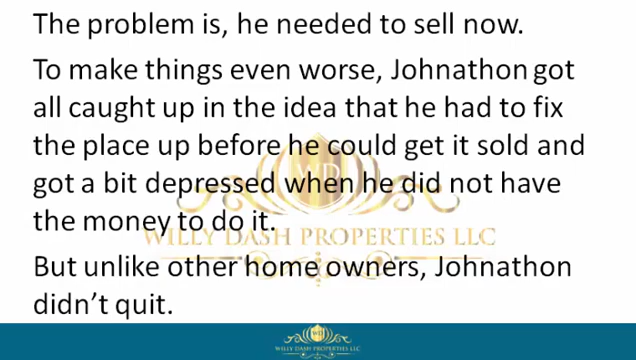 The problem is, he needed to sell now.
To make things even worse, Johnathon got
all caught up in the idea that he had to fix
the place up before he could get it sold and
got a bit depressed when he did not have
the money to do it.
WILLY DASH PROPERTIES LLC
But unlike other home owners, Johnathon
didn’t quit.
WILLY DASH PROPERTIES LLC